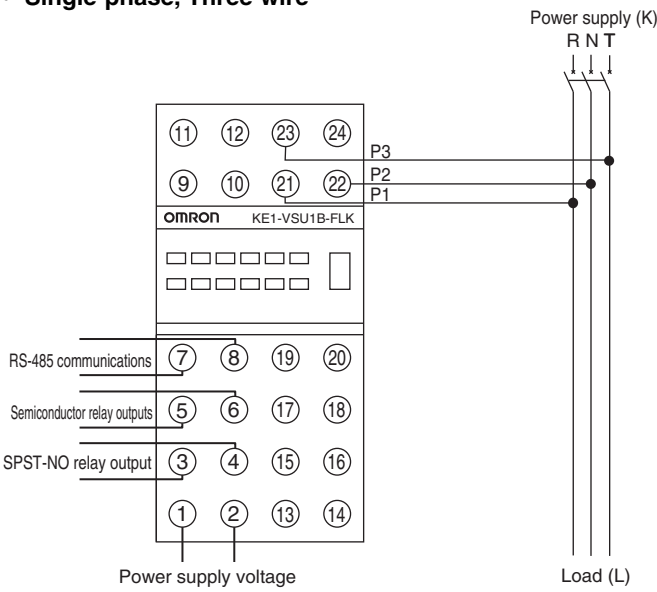 • Single-phase, Three-wire
Power supply (K)
R N T
11 12 23 24
P3
9 10 21 22
P2
P1
OMRON KE1-VSU1B-FLK
RS-485 communications 7 8 19 20
Semiconductor relay outputs 5 6 17 18
SPST-NO relay output 3 4 15 16
1 2 13 14
Power supply voltage
Load (L)